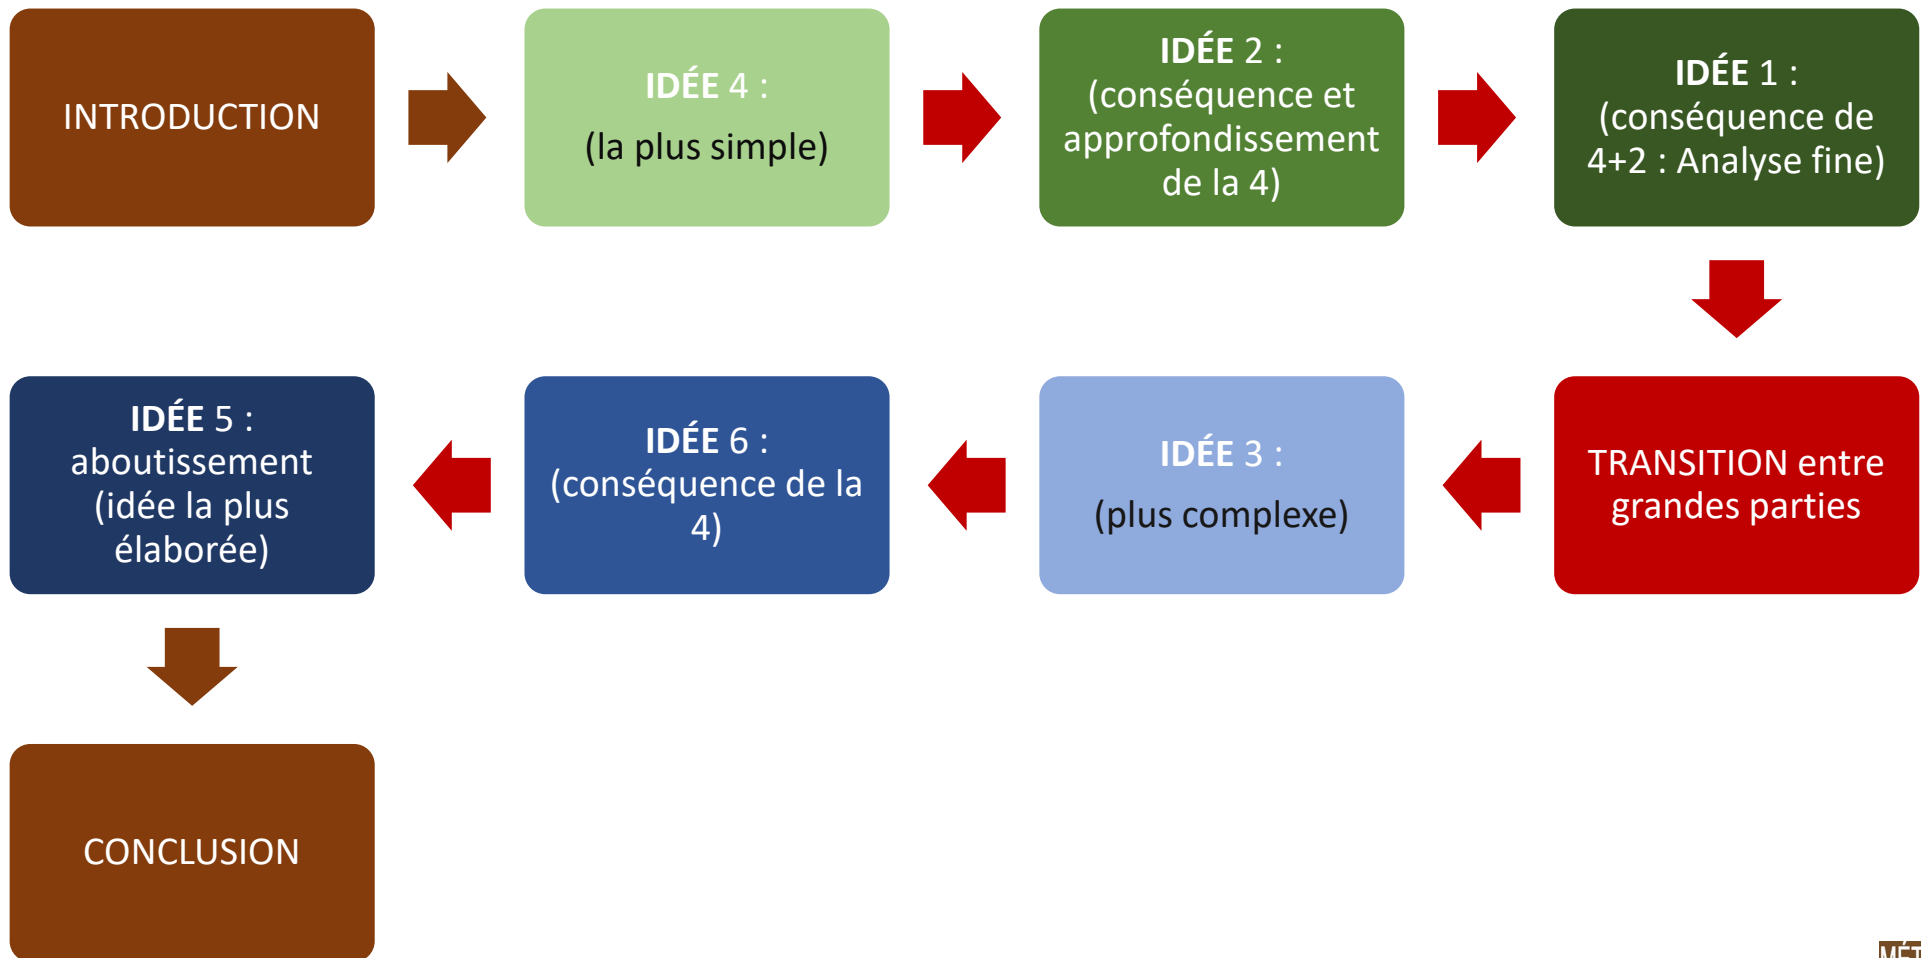 INTRODUCTION
IDÉE 4 :
(la plus simple)
IDÉE 2 :
(conséquence et
approfondissement
de la 4)
IDÉE 1 :
(conséquence de
4+2 : Analyse fine)
TRANSITION entre
grandes parties
IDÉE 3 :
(plus complexe)
IDÉE 6 :
(conséquence de la
4)
IDÉE 5 :
aboutissement
(idée la plus
élaborée)
CONCLUSION